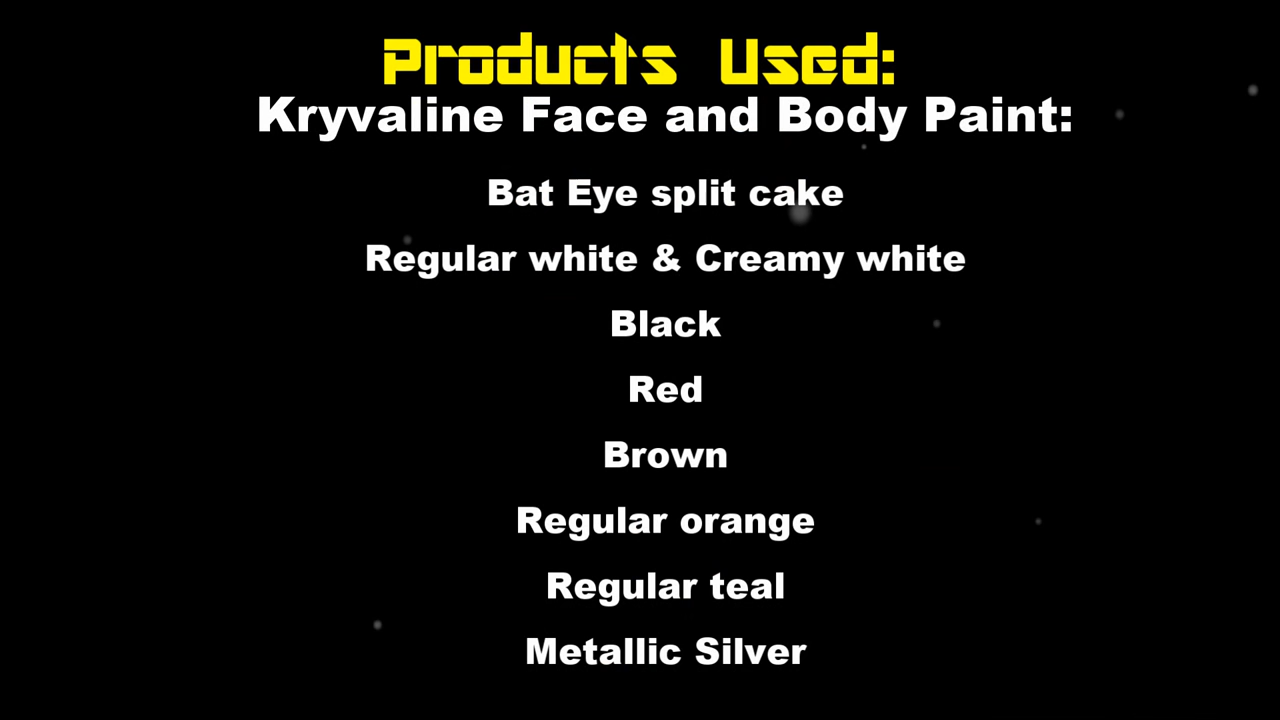 Products Used:
Kryvaline Face and Body Paint:
Bat Eye split cake
Regular white & Creamy white
Black
Red
Brown
Regular orange
Regular teal
Metallic Silver